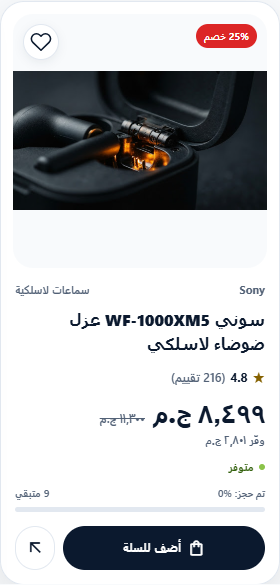 25% خصم
Sony
سماعات لاسلكية
سوني WF-1000XM5 عزل
ضوضاء لاسلكي
4.8 (216 تقييم)
٨,٤٩٩ ج.م ١١,٣٠٠ ج.م
وفّر ٢,٨٠١ ج.م
متوفر
تم حجز: 0%
9 متبقي
أضف للسلة